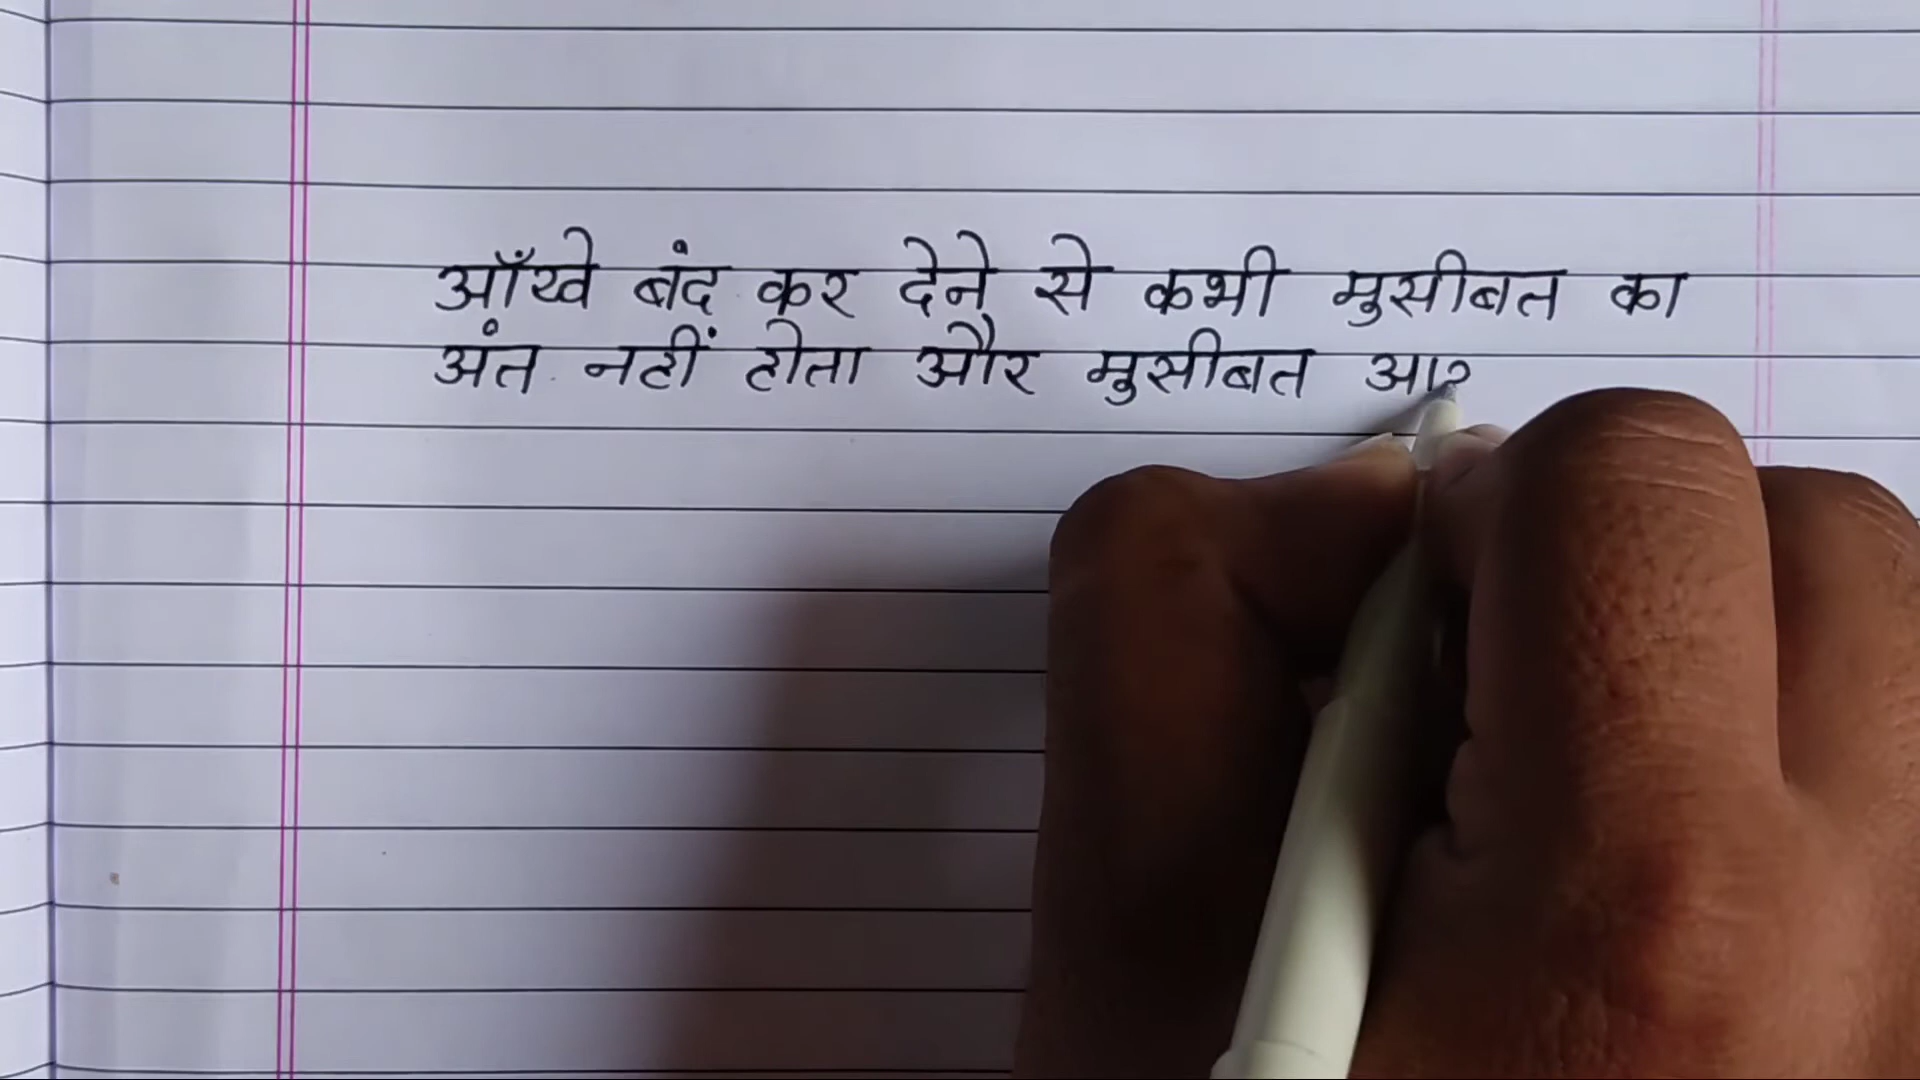 आँखे बंद कर देने से कभी मुसीबत का
अंत नहीं होता और मुसीबत